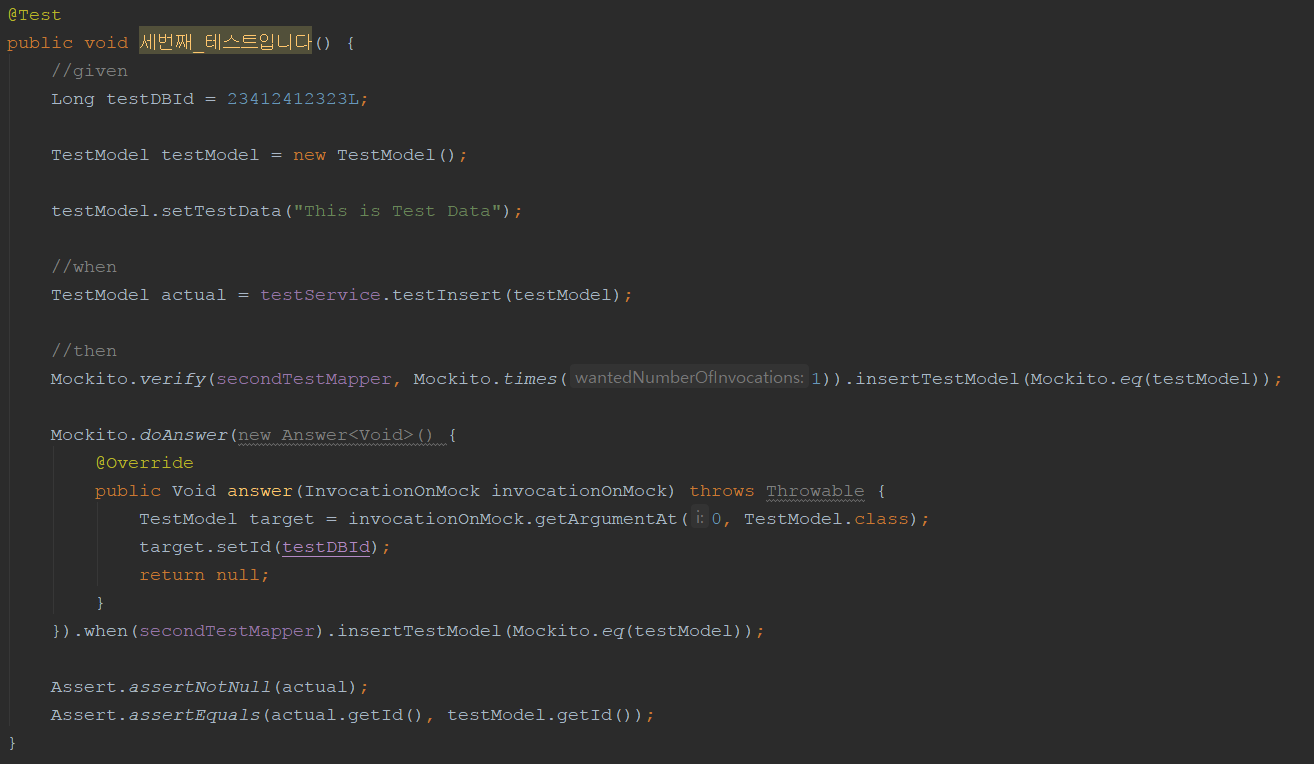 @Test
public void 세번째_테스트입니다() {
//given
Long testDBId = 23412412323L;
TestModel testModel = new TestModel();
testModel.setTestData("This is Test Data");
//when
TestModel actual = testService.testInsert(testModel);
//then
Mockito.verify(secondTestMapper, Mockito.times( wantedNumberOfInvocations: 1)).insertTestModel(Mockito.eq(testModel));
Mockito.doAnswer(new Answer<Void>() {
@Override
public Void answer(InvocationOnMock invocationOnMock) throws Throwable {
TestModel target = invocationOnMock.getArgumentAt( i: 0, TestModel.class);
target.setId(testDBId);
return null;
}
}).when(secondTestMapper).insertTestModel(Mockito.eq(testModel));
Assert.assertNotNull(actual);
Assert.assertEquals(actual.getId(), testModel.getId());
}